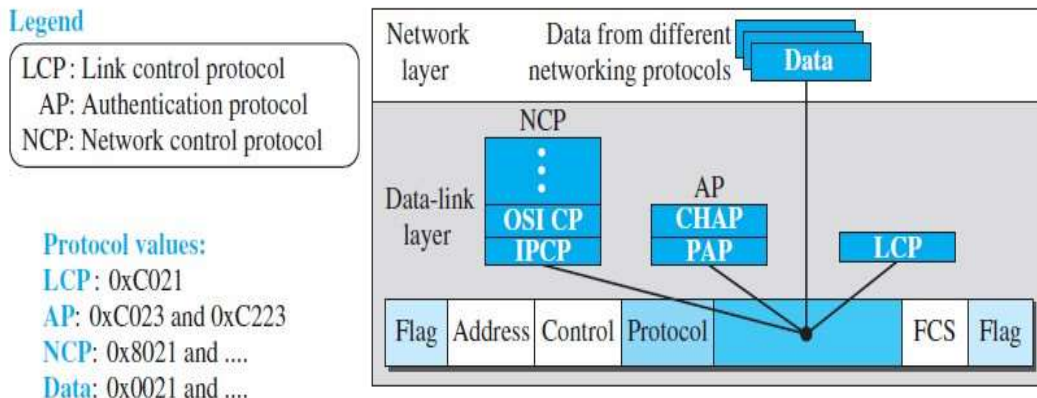 Legend
LCP: Link control protocol
AP: Authentication protocol
NCP: Network control protocol
Protocol values:
LCP: 0xC021
AP: 0xC023 and 0xC223
NCP: 0x8021 and ....
Data: 0x0021 and ....
Network layer
Data from different
networking protocols
Data
Data-link
layer
NCP
OSI CP
IPCP
AP
CHAP
PAP
LCP
Flag Address Control Protocol FCS Flag